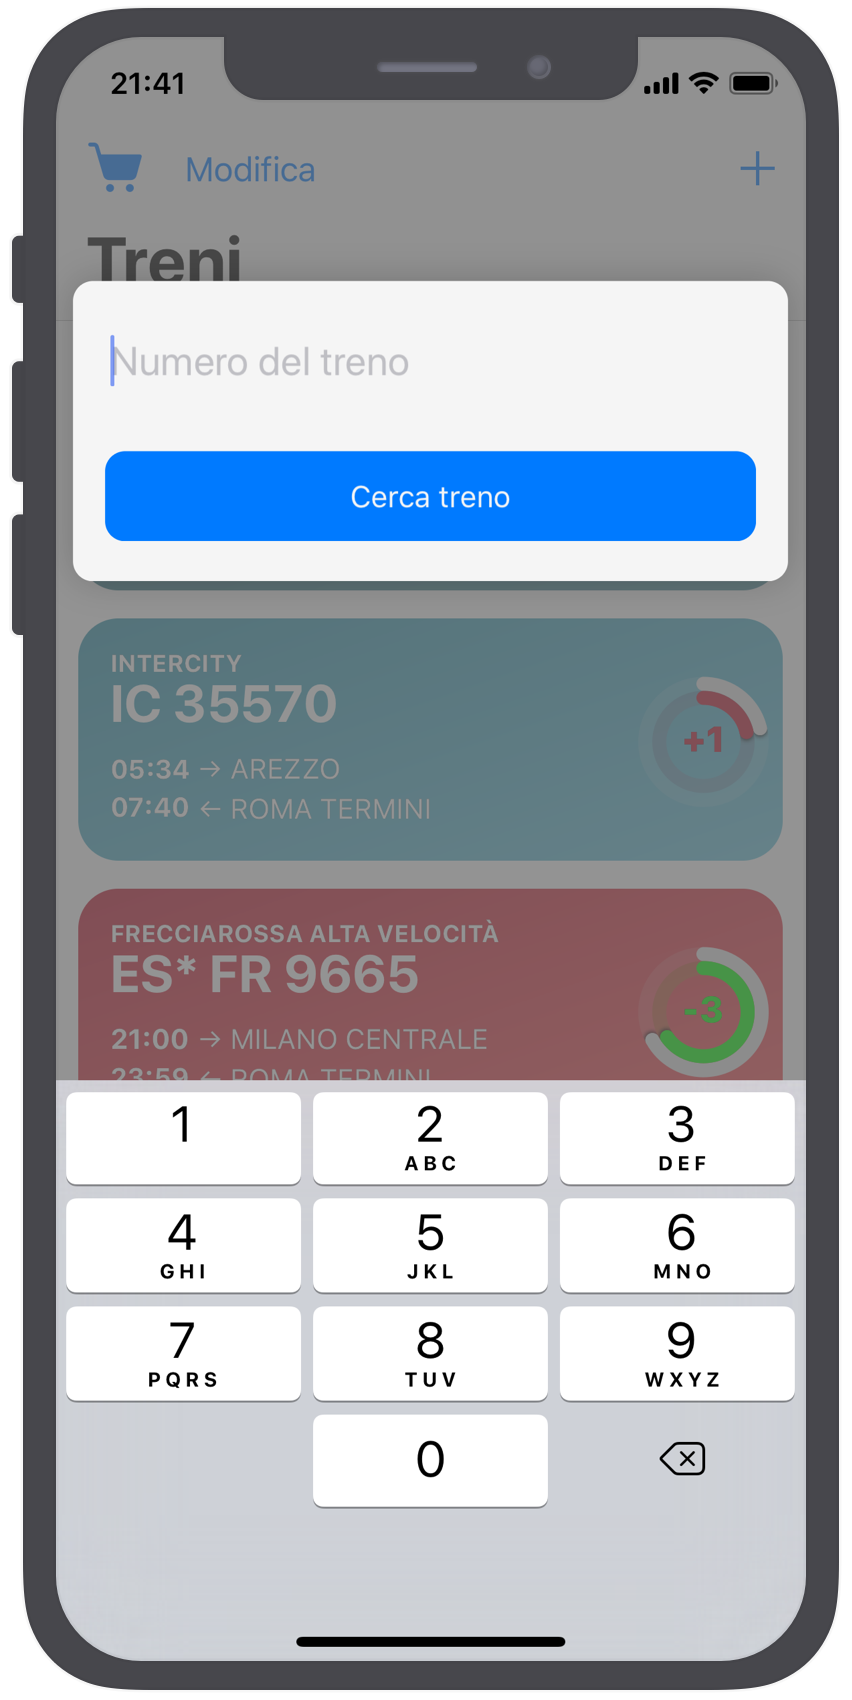 21:41
Modifica
Treni
Numero del treno
Cerca treno
INTERCITY
IC 35570
05:34 → AREZZO
07:40 ← ROMA TERMINI
+1
FRECCIAROSSA ALTA VELOCITÀ
ES* FR 9665
21:00 → MILANO CENTRALE
23:59 ← ROMA TERMINI
-3
1
2
3
ABC
DEF
4
5
6
GHI
JKL
MNO
7
8
9
PQRS
TUV
WXYZ
0